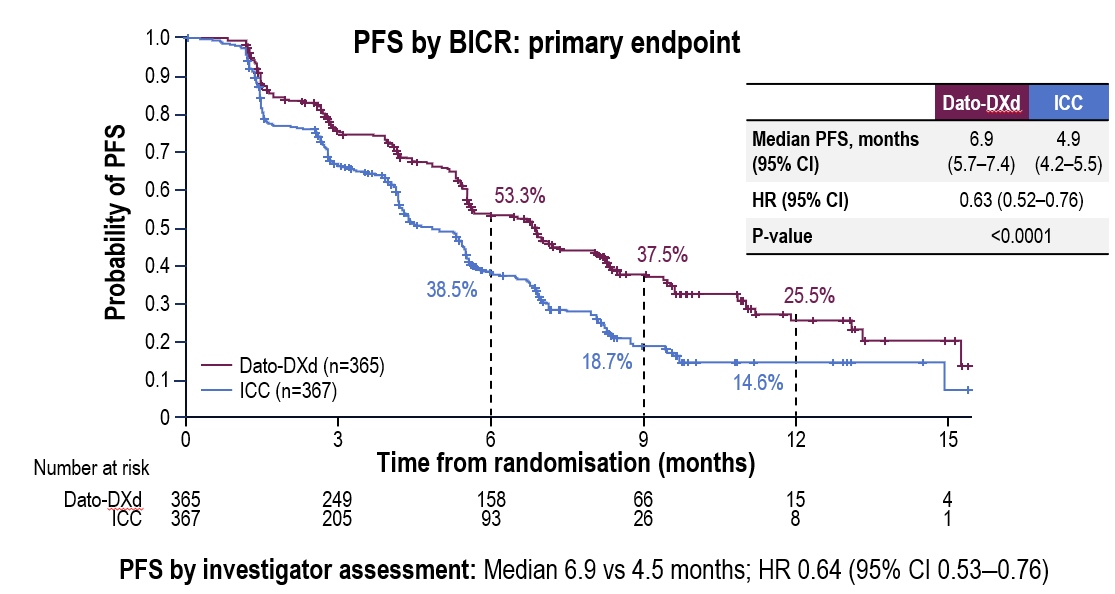 PFS by BICR: primary endpoint
Dato-DXd ICC
Median PFS, months 6.9 4.9
(95% CI) (5.7–7.4) (4.2–5.5)
HR (95% CI) 0.63 (0.52–0.76)
P-value <0.0001
Probability of PFS
1.0
0.9
0.8
0.7
0.6
0.5
0.4
0.3
0.2
0.1
0
53.3%
37.5%
25.5%
38.5%
18.7%
14.6%
Dato-DXd (n=365)
ICC (n=367)
0 3 6 9 12 15
Time from randomisation (months)
Number at risk
Dato-DXd 365 249 158 66 15 4
ICC 367 205 93 26 8 1
PFS by investigator assessment: Median 6.9 vs 4.5 months; HR 0.64 (95% CI 0.53–0.76)